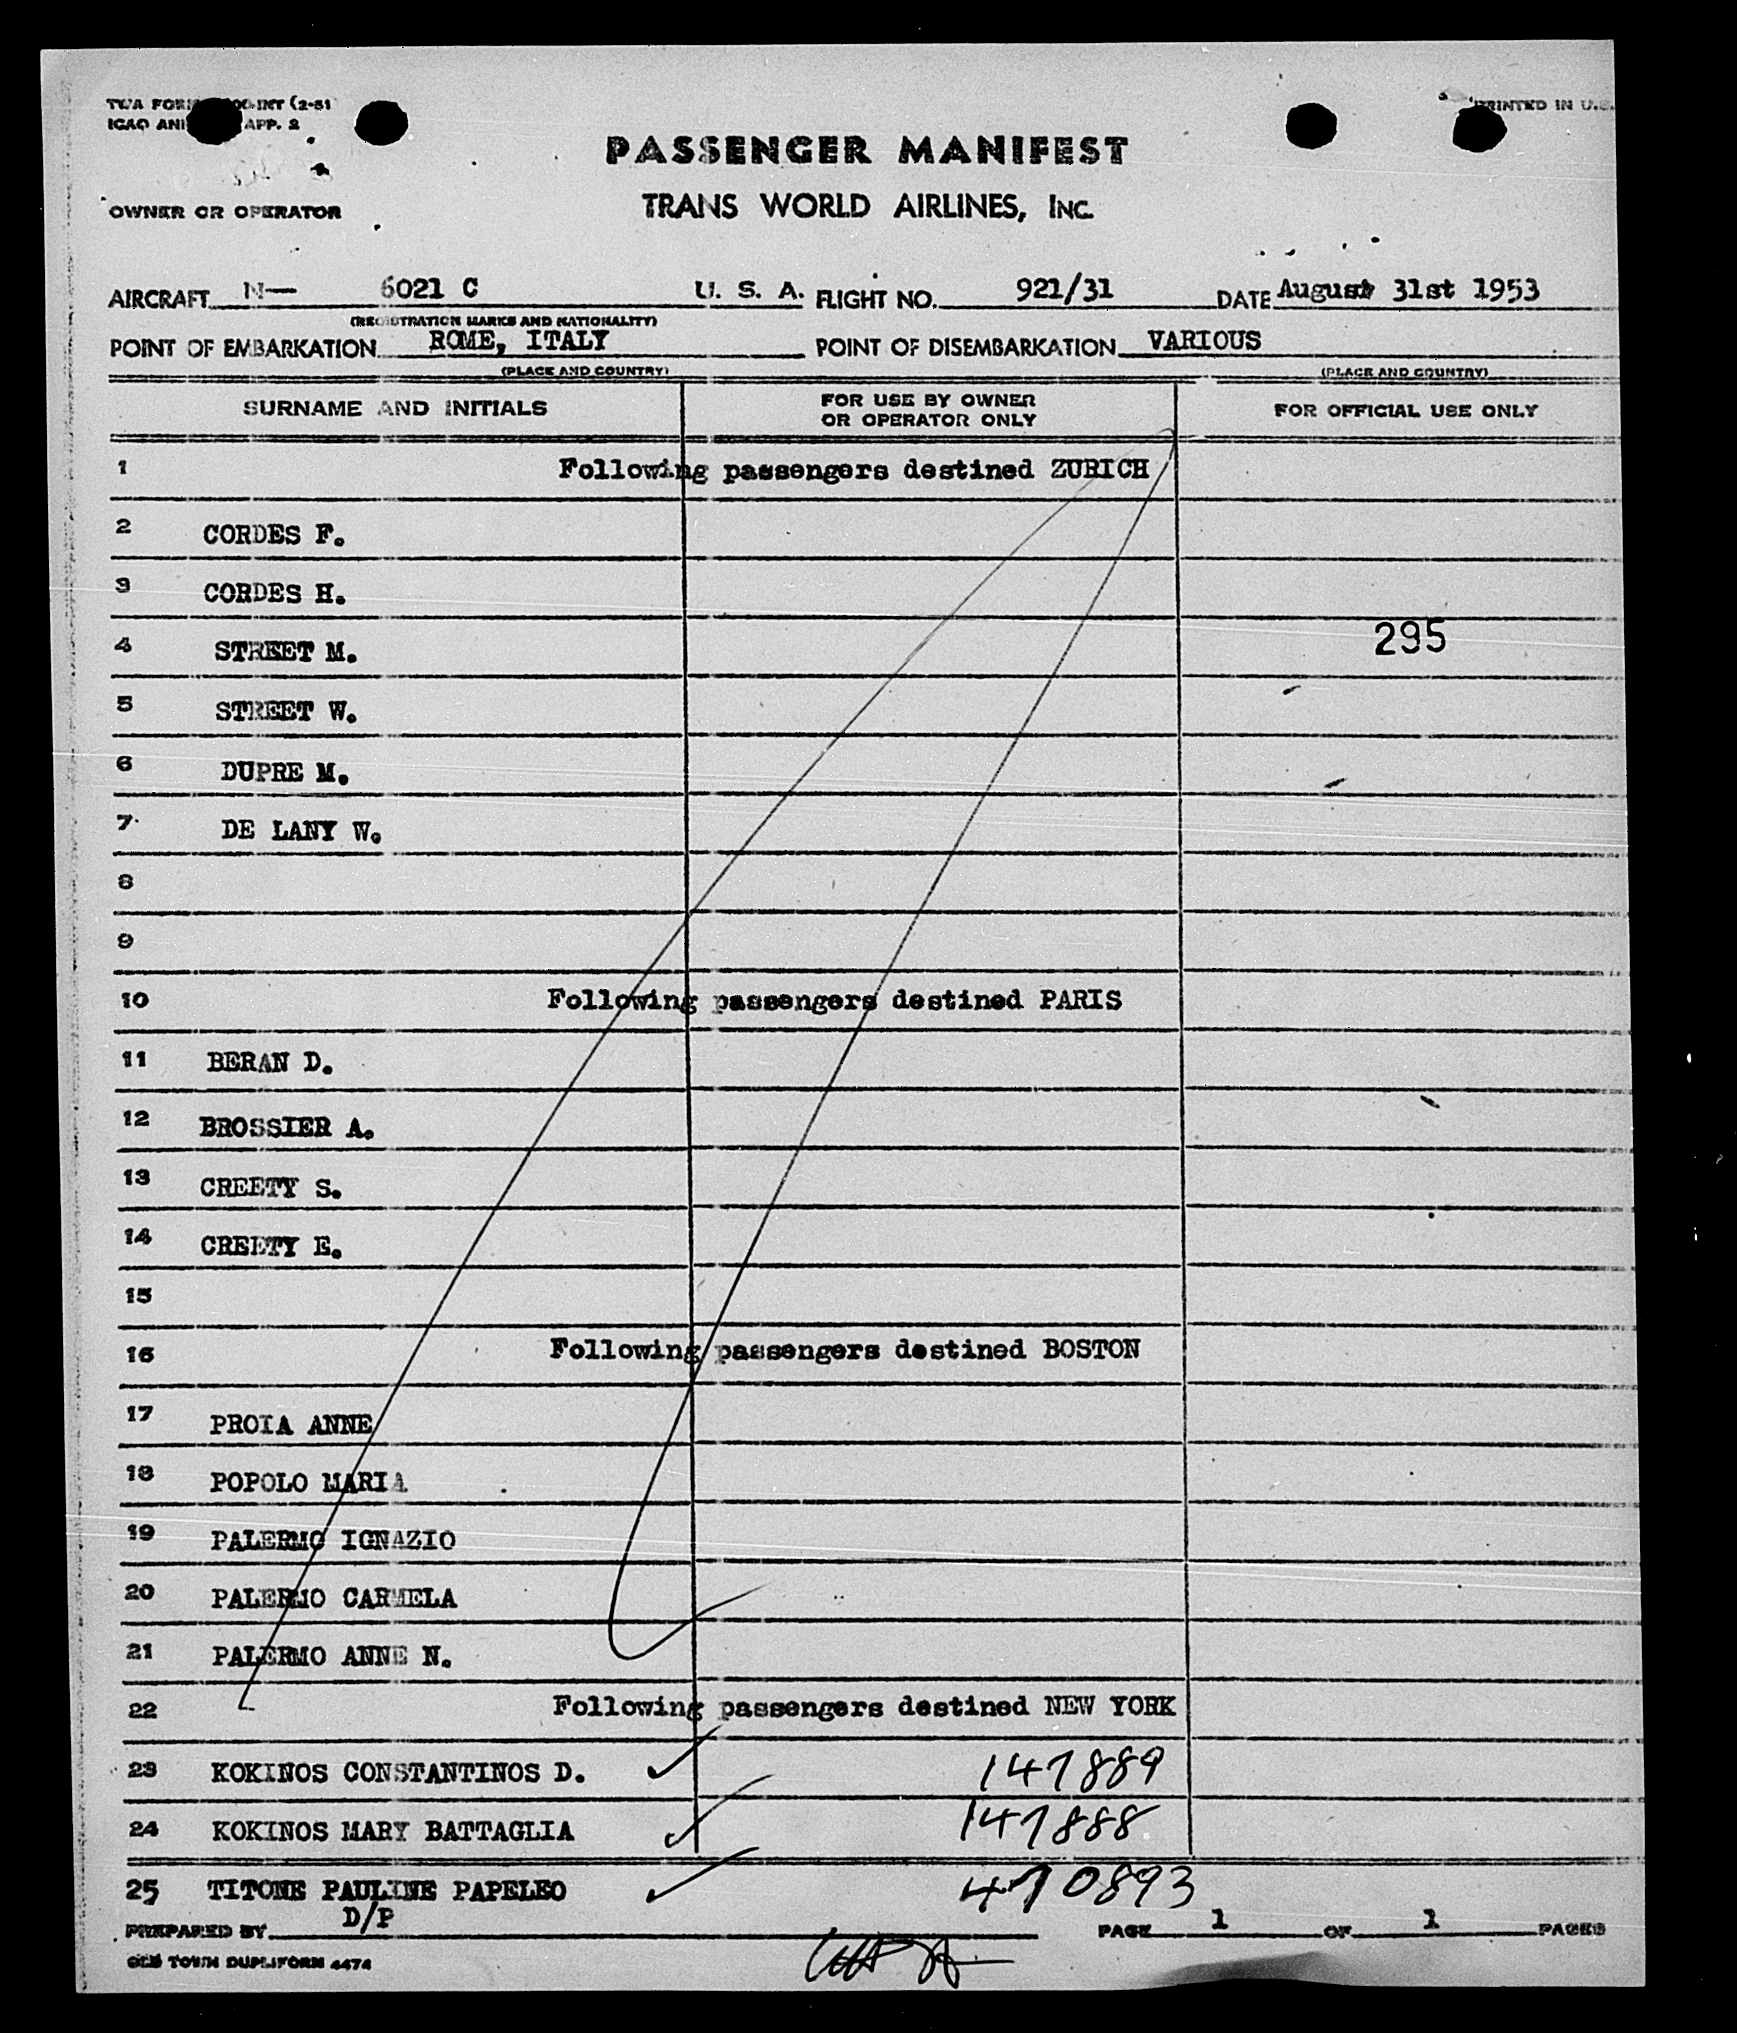 ICAO APP. 2
PRINTED IN U.S.
PASSENGER MANIFEST
TRANS WORLD AIRLINES, INC.
OWNER OR OPERATOR
AIRCRAFT N— 6021 C U. S. A. FLIGHT NO. 921/31 DATE August 31st 1953
(REGISTRATION MARKS AND NATIONALITY)
POINT OF EMBARKATION ROME, ITALY POINT OF DISEMBARKATION VARIOUS
(PLACE AND COUNTRY) (PLACE AND COUNTRY)
SURNAME AND INITIALS FOR USE BY OWNER OR OPERATOR ONLY FOR OFFICIAL USE ONLY
1 Following passengers destined ZURICH
2 CORDES F.
3 CORDES H.
4 STREET M. 295
5 STREET W.
6 DUPRE M.
7 DE LANY W.
8
9
10 Following passengers destined PARIS
11 BERAN D.
12 BROSSIER A.
13 CREETY S.
14 CREETY E.
15
16 Following passengers destined BOSTON
17 PROIA ANNE
18 POPOLO MARIA
19 PALERMO IGNAZIO
20 PALERMO CARMELA
21 PALERMO ANNE N.
22 Following passengers destined NEW YORK
23 KOKINOS CONSTANTINOS D. 147889
24 KOKINOS MARY BATTAGLIA 147888
25 TITONE PAULINE PAPELEO 470893
PREPARED BY D/P PAGE 1 OF 1 PAGES
OLD TOWN DUPLIFORM 4474